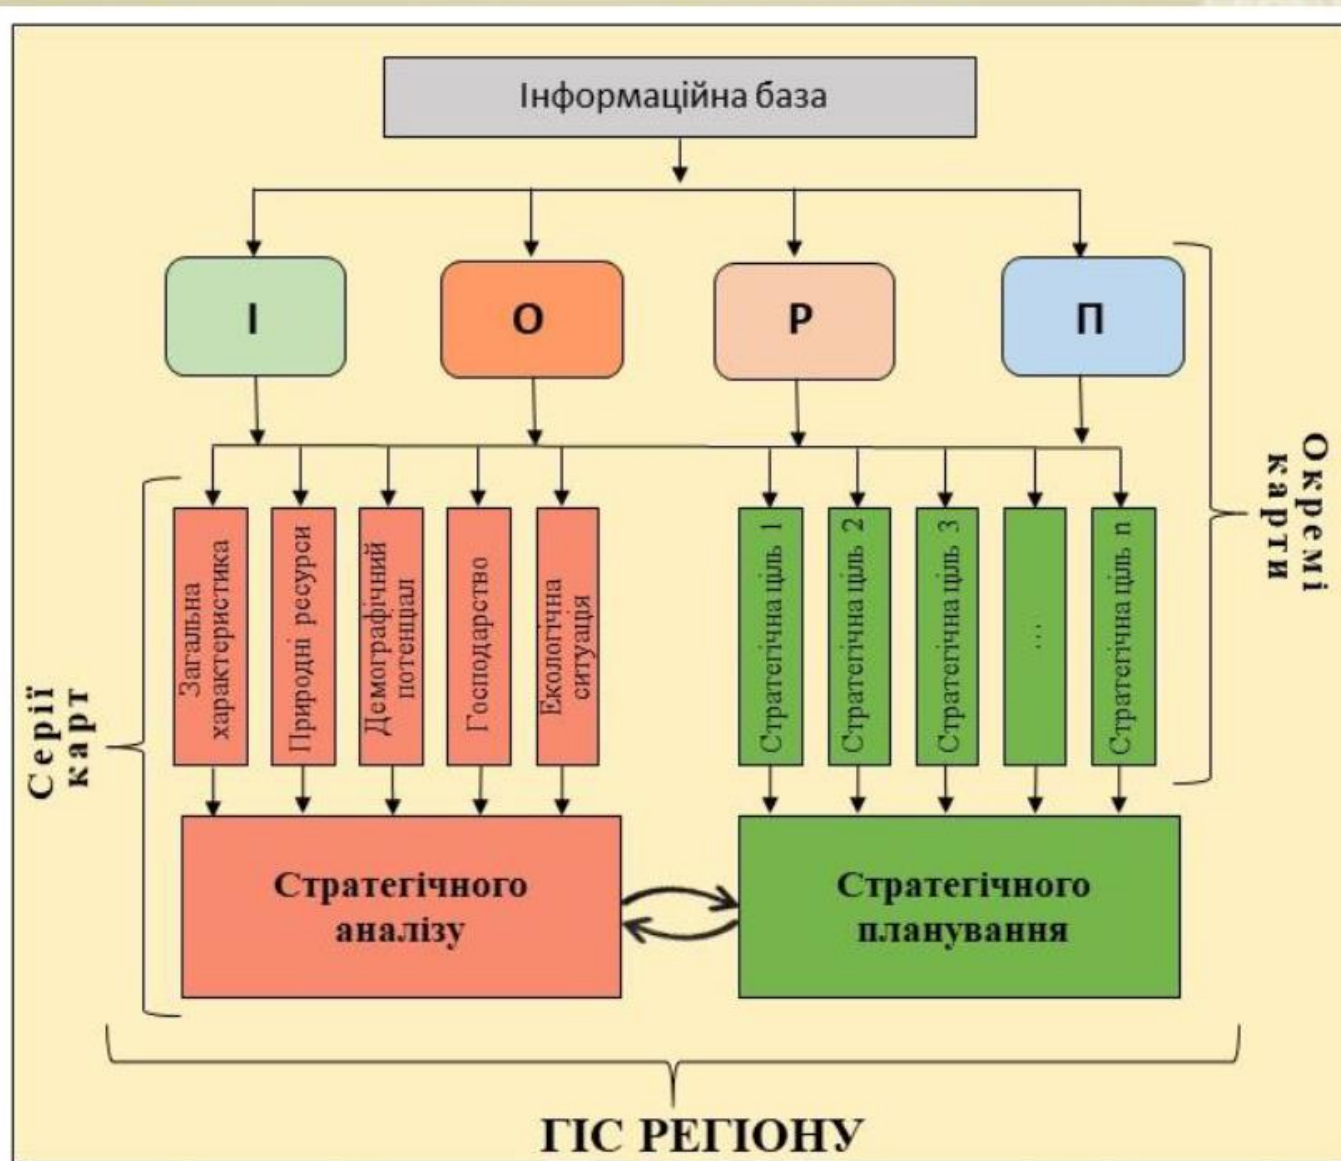 Інформаційна база
І
О
Р
П
Окремі
карти
Серії
карт
Загальна
характеристика
Природні ресурси
Демографічний
потенціал
Господарство
Екологічна
ситуація
Стратегічна ціль 1
Стратегічна ціль 2
Стратегічна ціль 3
....
Стратегічна ціль n
Стратегічного
аналізу
Стратегічного
планування
ГІС РЕГІОНУ